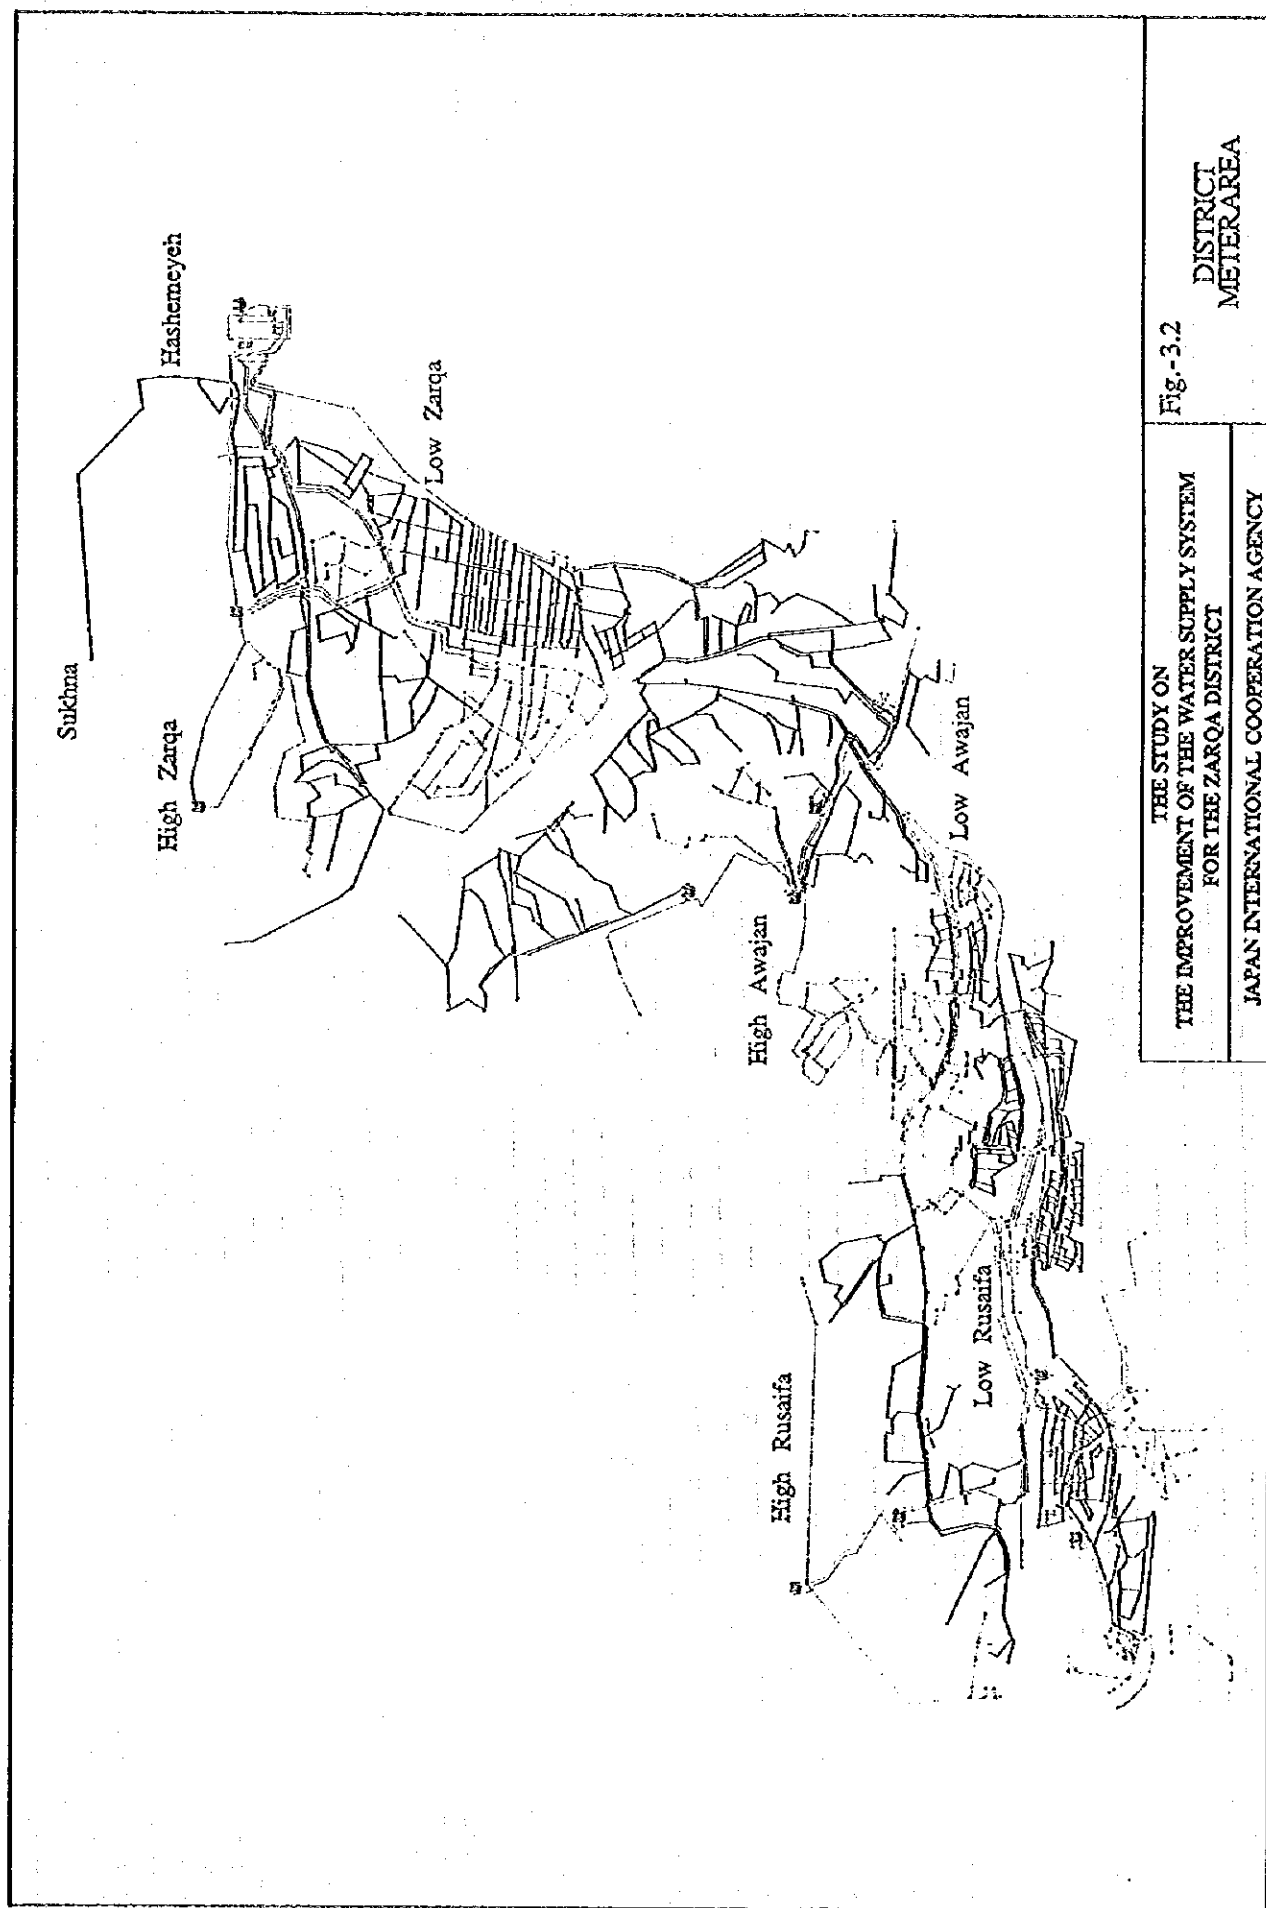 Sukhna
Hashemeyeh
High Zarqa
Low Zarqa
High Awajan
Low Awajan
High Rusaifa
Low Rusaifa
THE STUDY ON
THE IMPROVEMENT OF THE WATER SUPPLY SYSTEM
FOR THE ZARQA DISTRICT
JAPAN INTERNATIONAL COOPERATION AGENCY
Fig.-3.2
DISTRICT
METERAREA